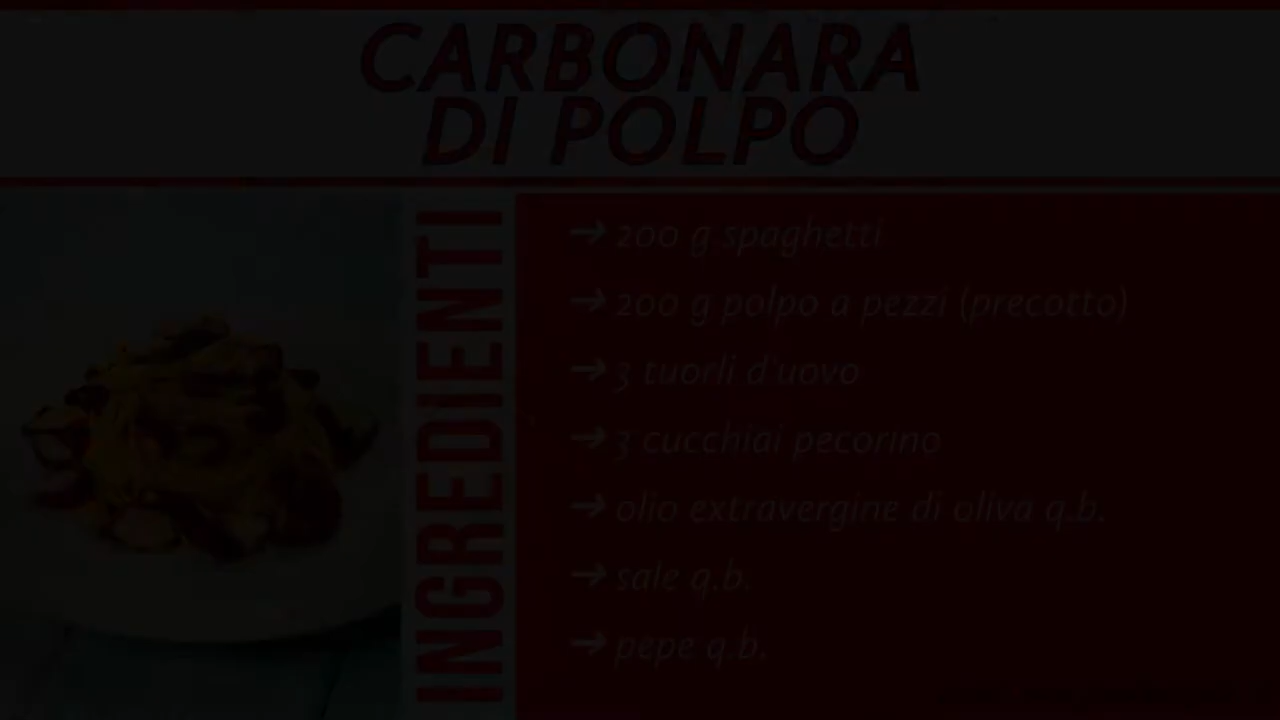 CARBONARA
DI POLPO
INGREDIENTI
→ 200 g spaghetti
→ 200 g polpo a pezzi (precotto)
→ 3 tuorli d'uovo
→ 3 cucchiai pecorino
→ olio extravergine di oliva q.b.
→ sale q.b.
→ pepe q.b.